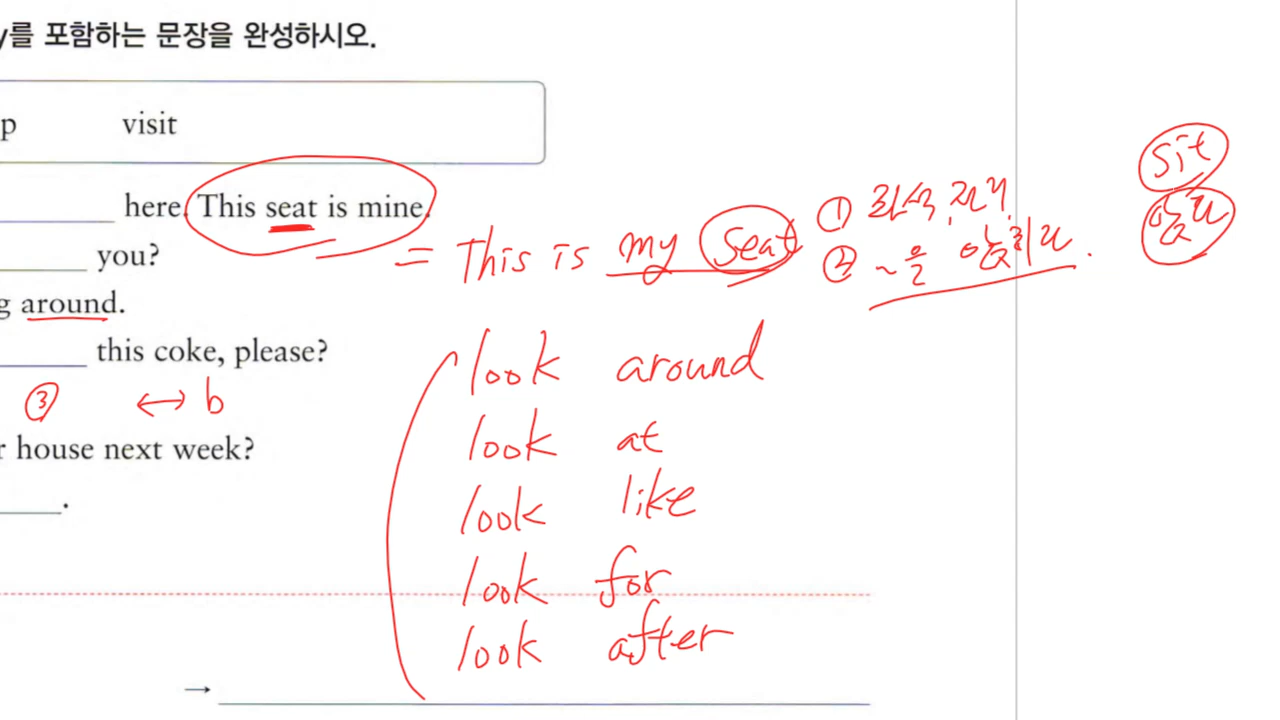 y를 포함하는 문장을 완성하시오.
p visit
here. This seat is mine.
= This is my seat ① 좌석, 자리
② ~을 앉히다.
sit
앉다
you?
g around.
this coke, please?
③ ↔ b
r house next week?
.
look around
look at
look like
look for
look after
→